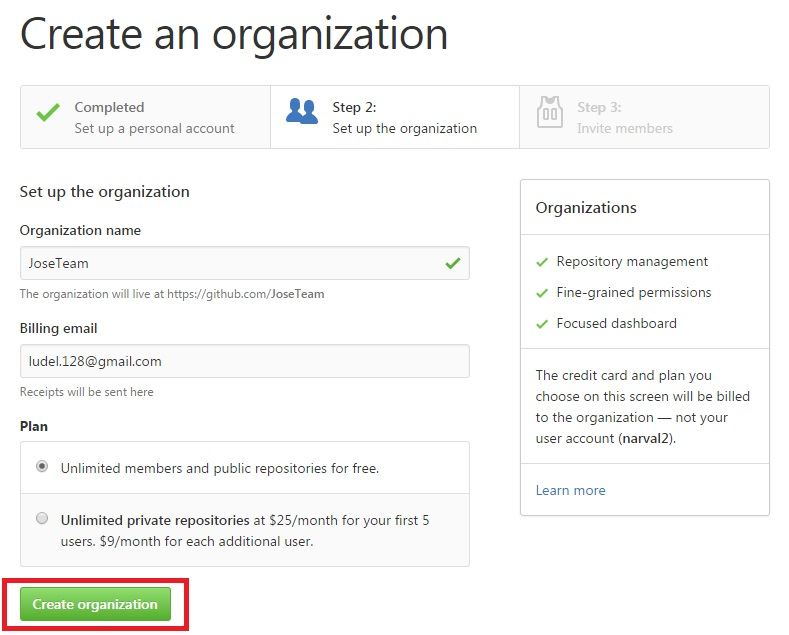 Create an organization
Completed
Set up a personal account
Step 2:
Set up the organization
Step 3:
Invite members
Set up the organization
Organization name
JoseTeam
The organization will live at https://github.com/JoseTeam
Billing email
ludel.128@gmail.com
Receipts will be sent here
Plan
Unlimited members and public repositories for free.
Unlimited private repositories at $25/month for your first 5
users. $9/month for each additional user.
Create organization
Organizations
Repository management
Fine-grained permissions
Focused dashboard
The credit card and plan you
choose on this screen will be billed
to the organization — not your
user account (narval2).
Learn more